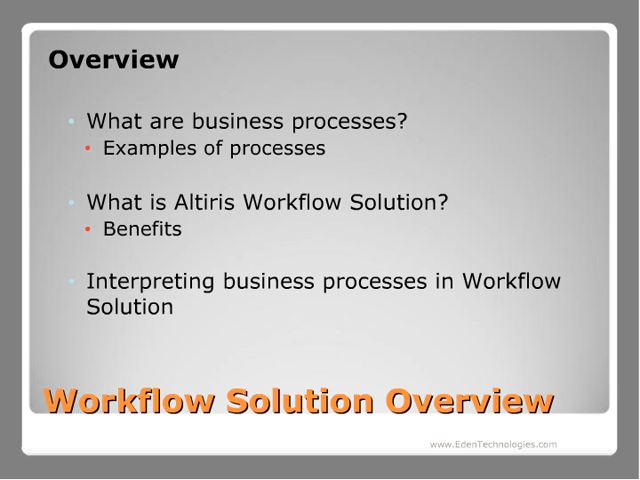 Overview
• What are business processes?
• Examples of processes
• What is Altiris Workflow Solution?
• Benefits
• Interpreting business processes in Workflow
Solution
Workflow Solution Overview
www.EdenTechnologies.com